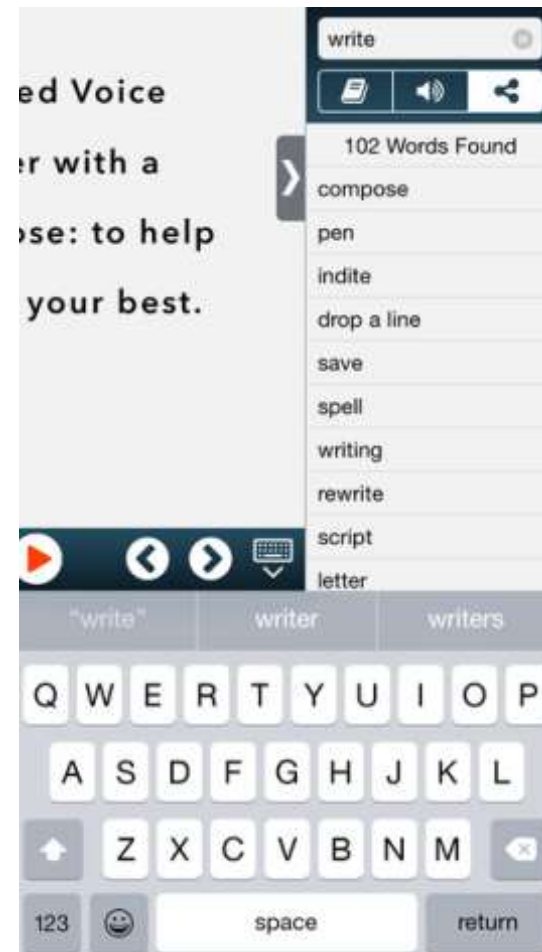 ed Voice
er with a
ose: to help
your best.
write
102 Words Found
compose
pen
indite
drop a line
save
spell
writing
rewrite
script
letter
"write" writer writers
Q W E R T Y U I O P
A S D F G H J K L
Z X C V B N M
123 space return